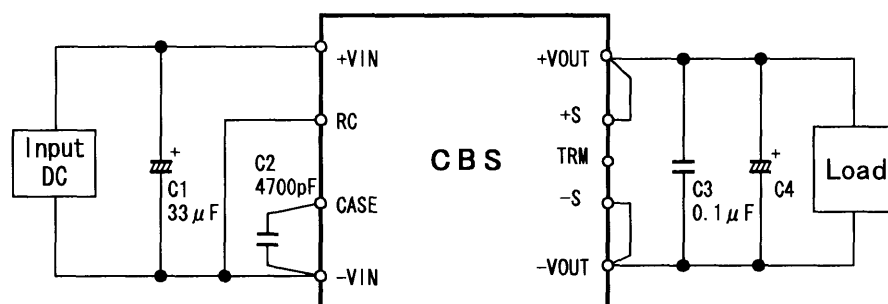 +VIN
+VOUT
RC
+S
Input
DC
C2
4700pF
CBS
TRM
+
C1
33μF
CASE
-S
C3
0.1μF
+
C4
Load
-VIN
-VOUT